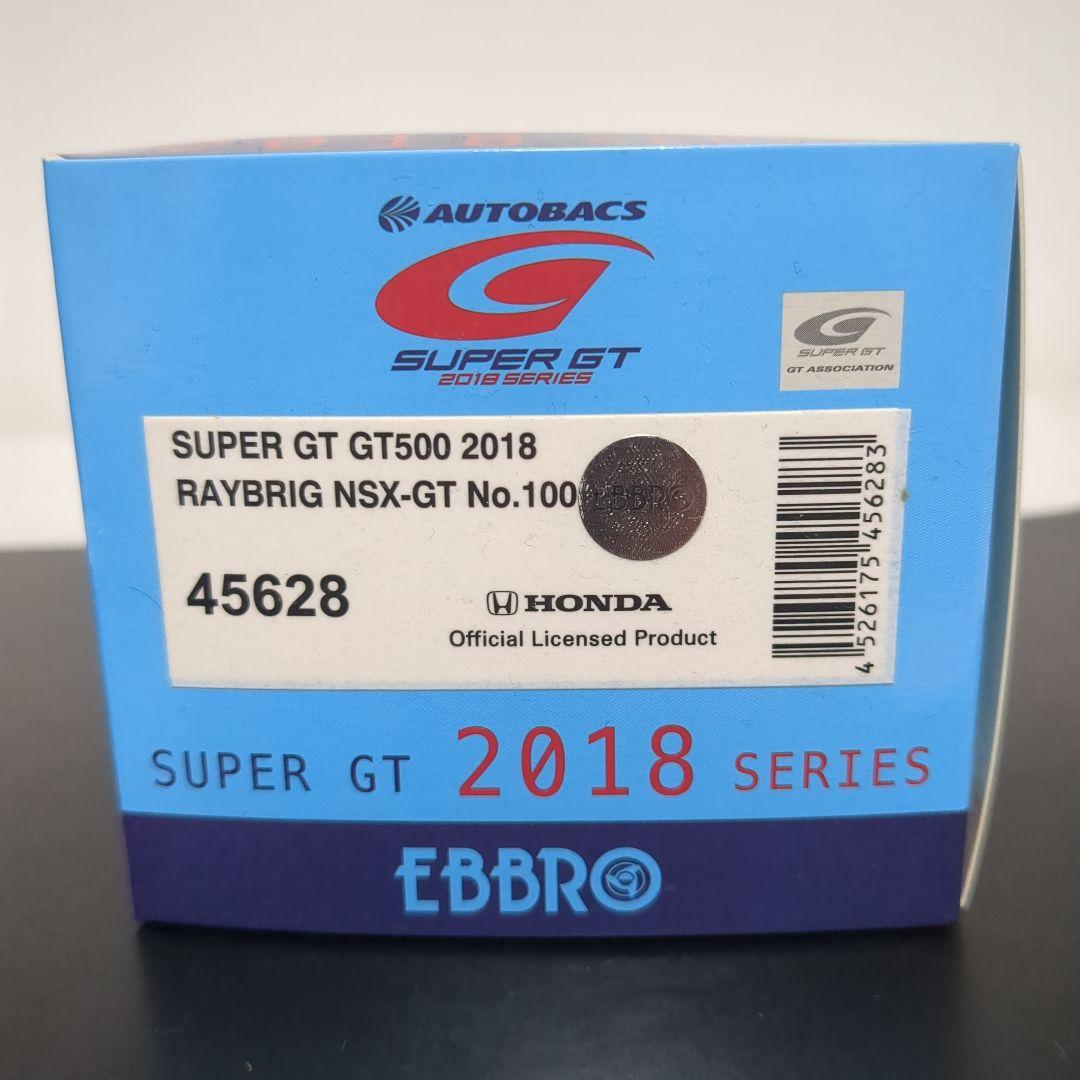 AUTOBACS
SUPER GT
2018 SERIES
SUPER GT
GT ASSOCIATION
SUPER GT GT500 2018
RAYBRIG NSX-GT No.100
EBBRO
45628
HONDA
Official Licensed Product
4 526175 456283
SUPER GT 2018 SERIES
EBBRO